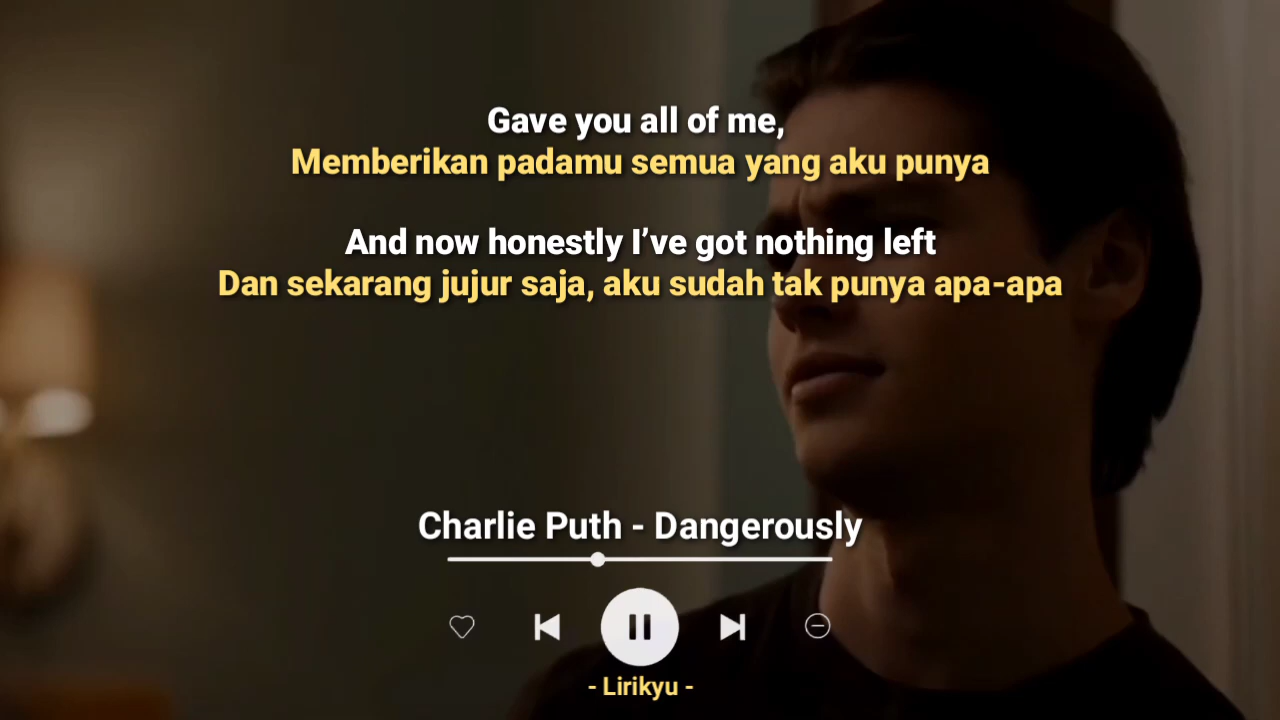 Gave you all of me,
Memberikan padamu semua yang aku punya
And now honestly I’ve got nothing left
Dan sekarang jujur saja, aku sudah tak punya apa-apa
Charlie Puth - Dangerously
- Lirikyu -